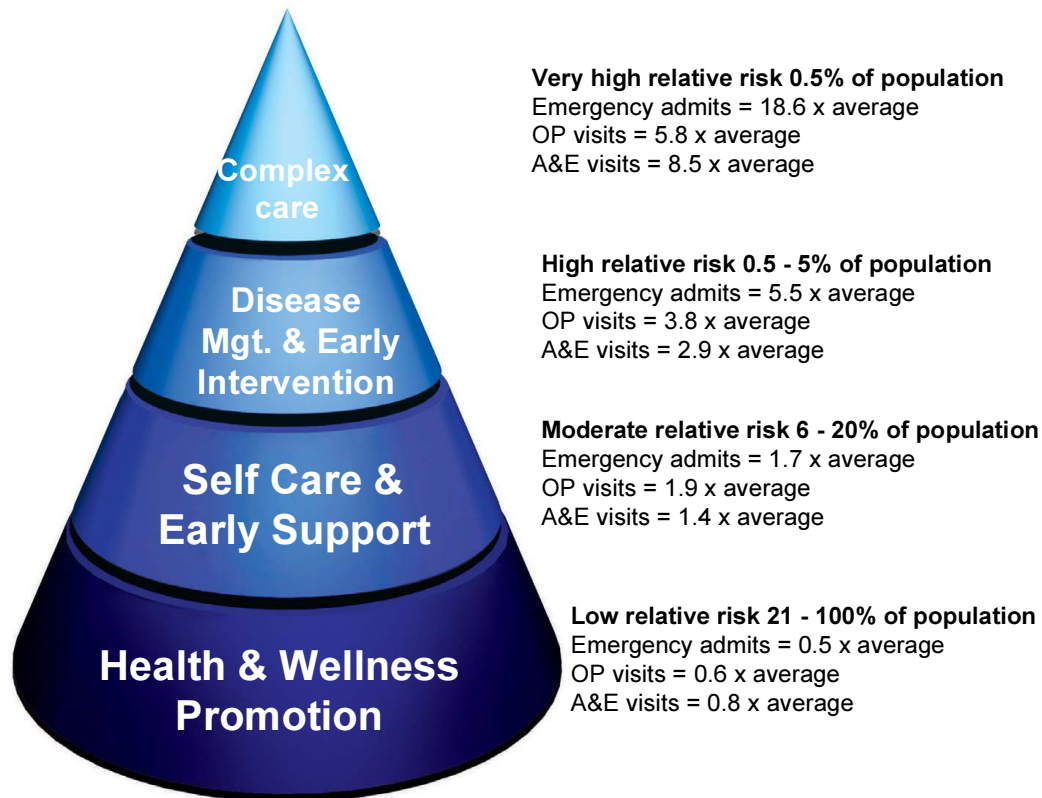 Complex
care
Very high relative risk 0.5% of population
Emergency admits = 18.6 x average
OP visits = 5.8 x average
A&E visits = 8.5 x average
Disease
Mgt. & Early
Intervention
High relative risk 0.5 - 5% of population
Emergency admits = 5.5 x average
OP visits = 3.8 x average
A&E visits = 2.9 x average
Self Care &
Early Support
Moderate relative risk 6 - 20% of population
Emergency admits = 1.7 x average
OP visits = 1.9 x average
A&E visits = 1.4 x average
Health & Wellness
Promotion
Low relative risk 21 - 100% of population
Emergency admits = 0.5 x average
OP visits = 0.6 x average
A&E visits = 0.8 x average